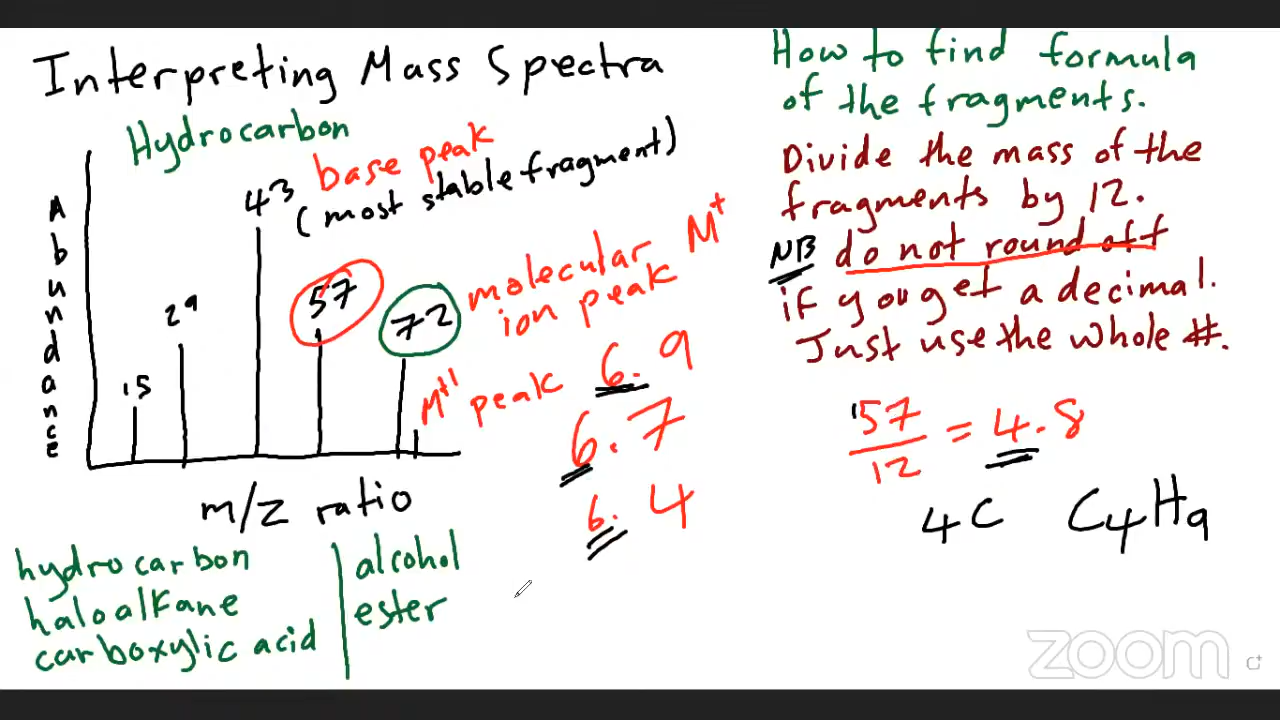 Interpreting Mass Spectra
Hydrocarbon
base peak
(most stable fragment)
Abundance
15
29
43
57
72
molecular M+
ion peak
M+1 peak
m/z ratio
6.9
6.7
6.4
hydrocarbon
haloalkane
carboxylic acid
alcohol
ester
How to find formula
of the fragments.
Divide the mass of the
fragments by 12.
NB do not round off
if you get a decimal.
Just use the whole #.
57
12
= 4.8
4C C4H9
zoom